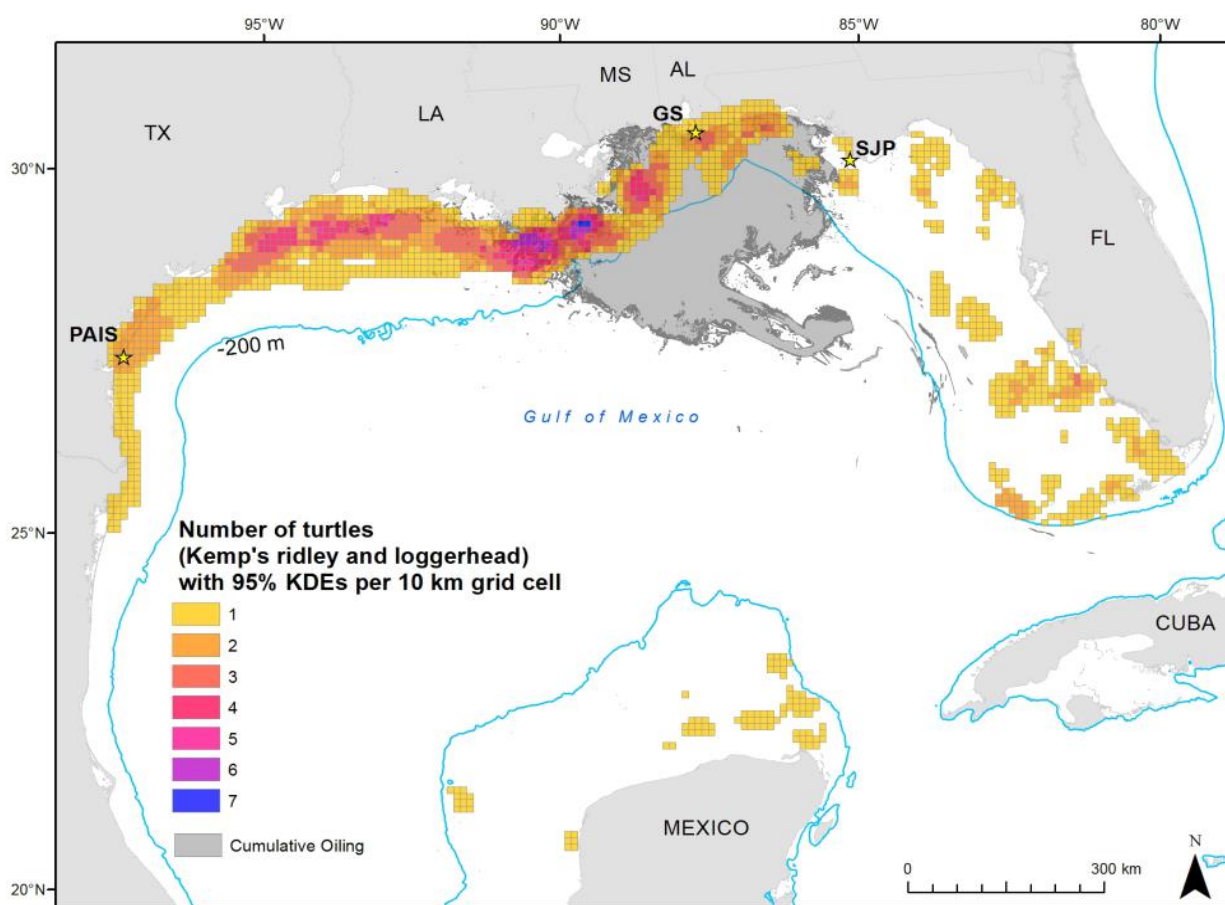 95°W
90°W
85°W
80°W
MS
AL
TX
LA
GS
SJP
30°N
FL
PAIS
-200 m
Gulf of Mexico
25°N
Number of turtles
(Kemp's ridley and loggerhead)
with 95% KDEs per 10 km grid cell
1
2
3
4
5
6
7
Cumulative Oiling
CUBA
MEXICO
N
0 300 km
20°N